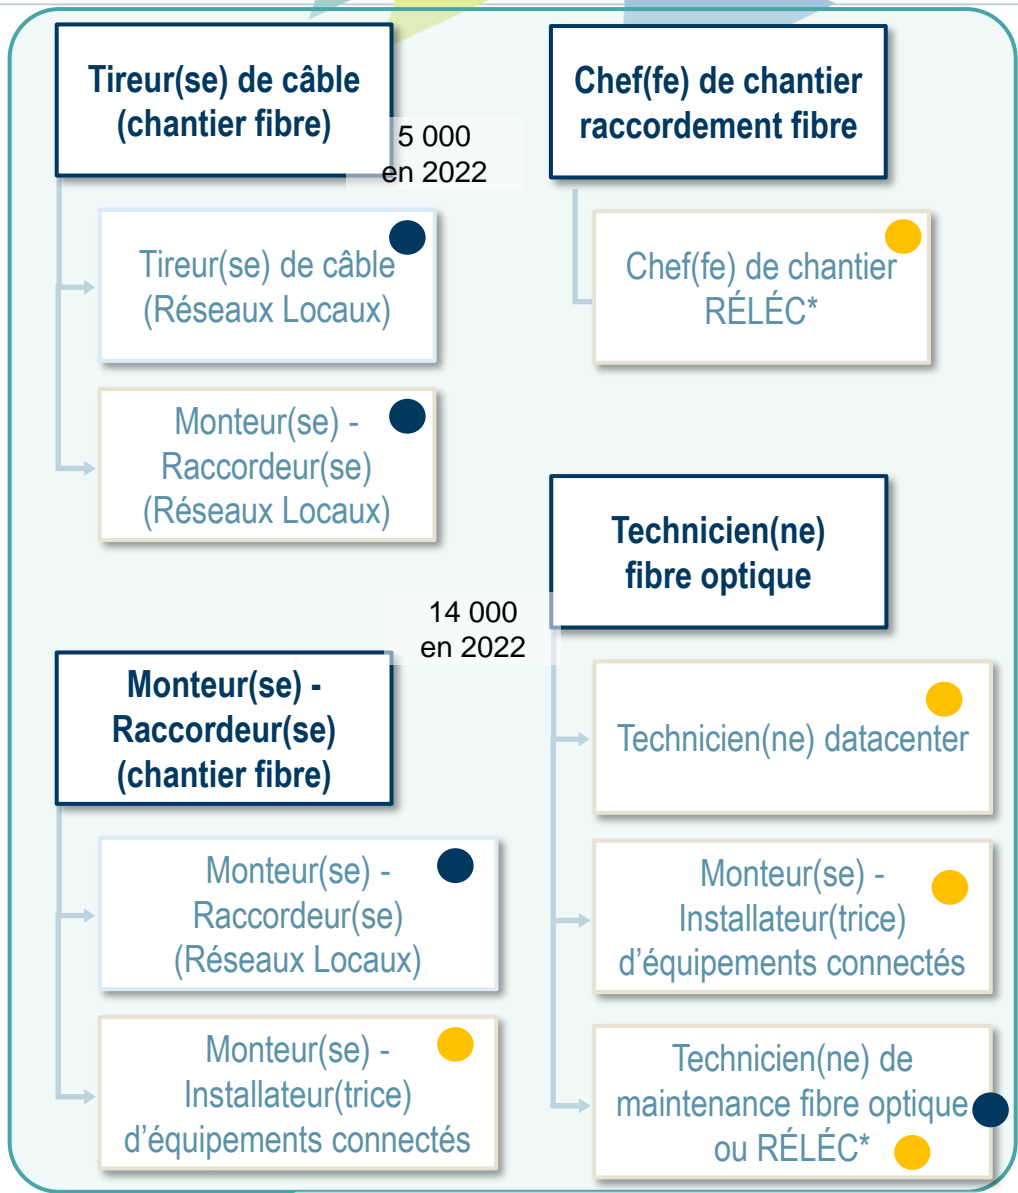 Tireur(se) de câble
(chantier fibre)
5 000
en 2022
Tireur(se) de câble
(Réseaux Locaux)
Monteur(se) -
Raccordeur(se)
(Réseaux Locaux)
Chef(fe) de chantier
raccordement fibre
Chef(fe) de chantier
RÉLÉC*
Monteur(se) -
Raccordeur(se)
(chantier fibre)
14 000
en 2022
Monteur(se) -
Raccordeur(se)
(Réseaux Locaux)
Monteur(se) -
Installateur(trice)
d'équipements connectés
Technicien(ne)
fibre optique
Technicien(ne) datacenter
Monteur(se) -
Installateur(trice)
d'équipements connectés
Technicien(ne) de
maintenance fibre optique
ou RÉLÉC*